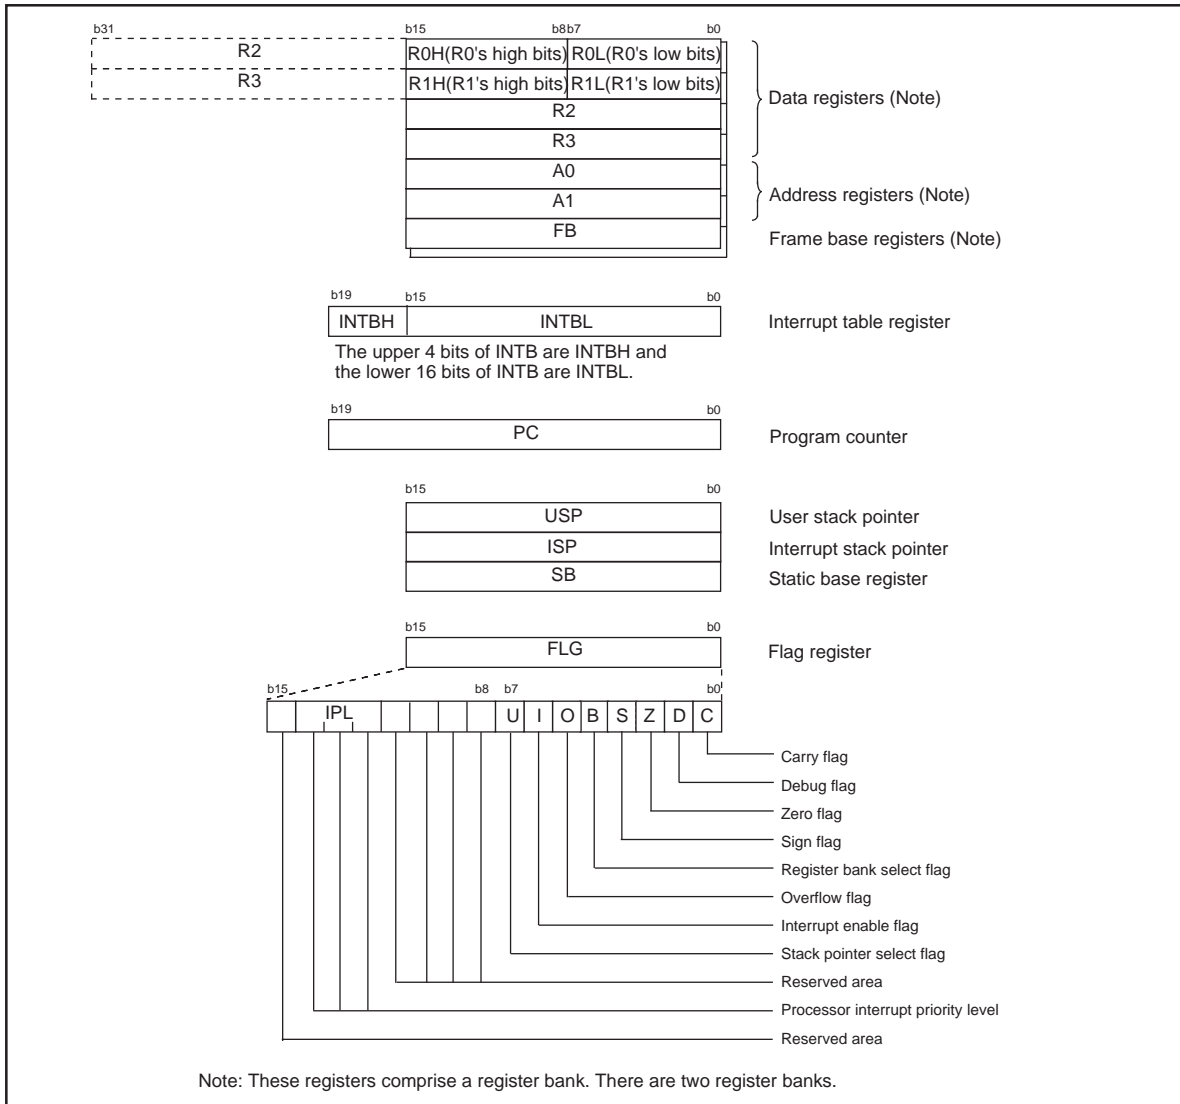 b31 b15 b8b7 b0
R2 R0H(R0's high bits) R0L(R0's low bits)
R3 R1H(R1's high bits) R1L(R1's low bits)
Data registers (Note)
R2
R3
A0
A1
Address registers (Note)
FB
Frame base registers (Note)
b19 b15 b0
INTBH INTBL Interrupt table register
The upper 4 bits of INTB are INTBH and
the lower 16 bits of INTB are INTBL.
b19 b0
PC Program counter
b15 b0
USP User stack pointer
ISP Interrupt stack pointer
SB Static base register
b15 b0
FLG Flag register
b15 b8 b7 b0
IPL U I O B S Z D C
Carry flag
Debug flag
Zero flag
Sign flag
Register bank select flag
Overflow flag
Interrupt enable flag
Stack pointer select flag
Reserved area
Processor interrupt priority level
Reserved area
Note: These registers comprise a register bank. There are two register banks.